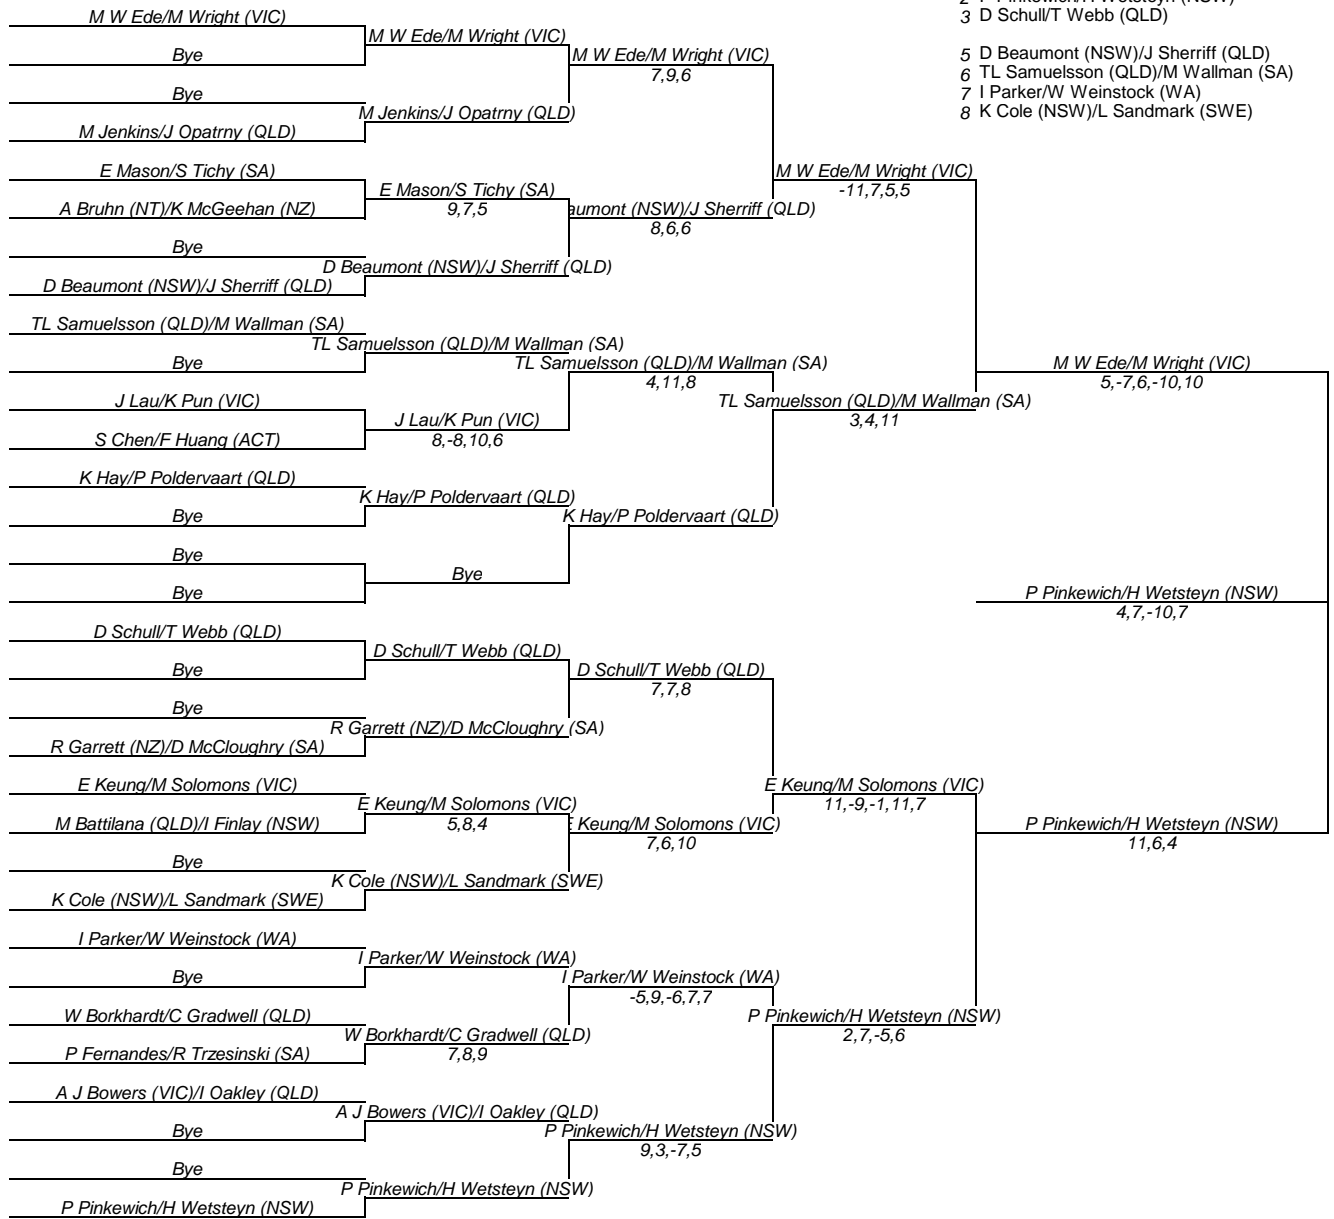 2 P Pinkewich/H Wetsteyn (NSW)
3 D Schull/T Webb (QLD)
5 D Beaumont (NSW)/J Sherriff (QLD)
6 TL Samuelsson (QLD)/M Wallman (SA)
7 I Parker/W Weinstock (WA)
8 K Cole (NSW)/L Sandmark (SWE)
M W Ede/M Wright (VIC)
Bye
Bye
M Jenkins/J Opatrny (QLD)
E Mason/S Tichy (SA)
A Bruhn (NT)/K McGeehan (NZ)
Bye
D Beaumont (NSW)/J Sherriff (QLD)
TL Samuelsson (QLD)/M Wallman (SA)
Bye
J Lau/K Pun (VIC)
S Chen/F Huang (ACT)
K Hay/P Poldervaart (QLD)
Bye
Bye
Bye
D Schull/T Webb (QLD)
Bye
Bye
R Garrett (NZ)/D McCloughry (SA)
E Keung/M Solomons (VIC)
M Battilana (QLD)/I Finlay (NSW)
Bye
K Cole (NSW)/L Sandmark (SWE)
I Parker/W Weinstock (WA)
Bye
W Borkhardt/C Gradwell (QLD)
P Fernandes/R Trzesinski (SA)
A J Bowers (VIC)/I Oakley (QLD)
Bye
Bye
P Pinkewich/H Wetsteyn (NSW)
M W Ede/M Wright (VIC)
M Jenkins/J Opatrny (QLD)
E Mason/S Tichy (SA)
9,7,5
D Beaumont (NSW)/J Sherriff (QLD)
TL Samuelsson (QLD)/M Wallman (SA)
J Lau/K Pun (VIC)
8,-8,10,6
K Hay/P Poldervaart (QLD)
Bye
D Schull/T Webb (QLD)
R Garrett (NZ)/D McCloughry (SA)
E Keung/M Solomons (VIC)
5,8,4
K Cole (NSW)/L Sandmark (SWE)
I Parker/W Weinstock (WA)
W Borkhardt/C Gradwell (QLD)
7,8,9
A J Bowers (VIC)/I Oakley (QLD)
P Pinkewich/H Wetsteyn (NSW)
M W Ede/M Wright (VIC)
7,9,6
aumont (NSW)/J Sherriff (QLD)
8,6,6
TL Samuelsson (QLD)/M Wallman (SA)
4,11,8
K Hay/P Poldervaart (QLD)
D Schull/T Webb (QLD)
7,7,8
E Keung/M Solomons (VIC)
7,6,10
I Parker/W Weinstock (WA)
-5,9,-6,7,7
P Pinkewich/H Wetsteyn (NSW)
9,3,-7,5
M W Ede/M Wright (VIC)
-11,7,5,5
TL Samuelsson (QLD)/M Wallman (SA)
3,4,11
E Keung/M Solomons (VIC)
11,-9,-1,11,7
P Pinkewich/H Wetsteyn (NSW)
2,7,-5,6
M W Ede/M Wright (VIC)
5,-7,6,-10,10
P Pinkewich/H Wetsteyn (NSW)
11,6,4
P Pinkewich/H Wetsteyn (NSW)
4,7,-10,7